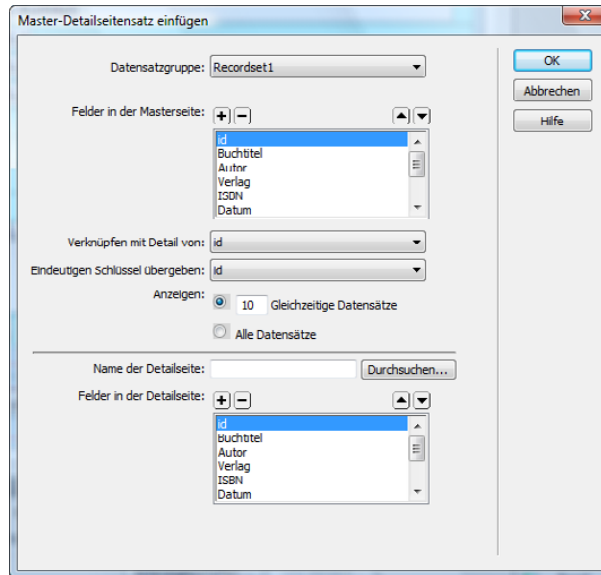 Master-Detailseitensatz einfügen
Datensatzgruppe: Recordset1
OK
Abbrechen
Hilfe
Felder in der Masterseite:
id
Buchtitel
Autor
Verlag
ISBN
Datum
Verknüpfen mit Detail von: id
Eindeutigen Schlüssel übergeben: id
Anzeigen: 10 Gleichzeitige Datensätze
Alle Datensätze
Name der Detailseite: Durchsuchen...
Felder in der Detailseite:
id
Buchtitel
Autor
Verlag
ISBN
Datum